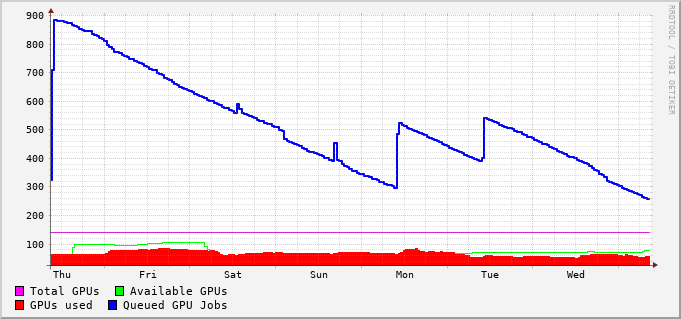 900
800
700
600
500
400
300
200
100
Thu Fri Sat Sun Mon Tue Wed
Total GPUs Available GPUs
GPUs used Queued GPU Jobs
RRDTOOL / TOBI OETIKER